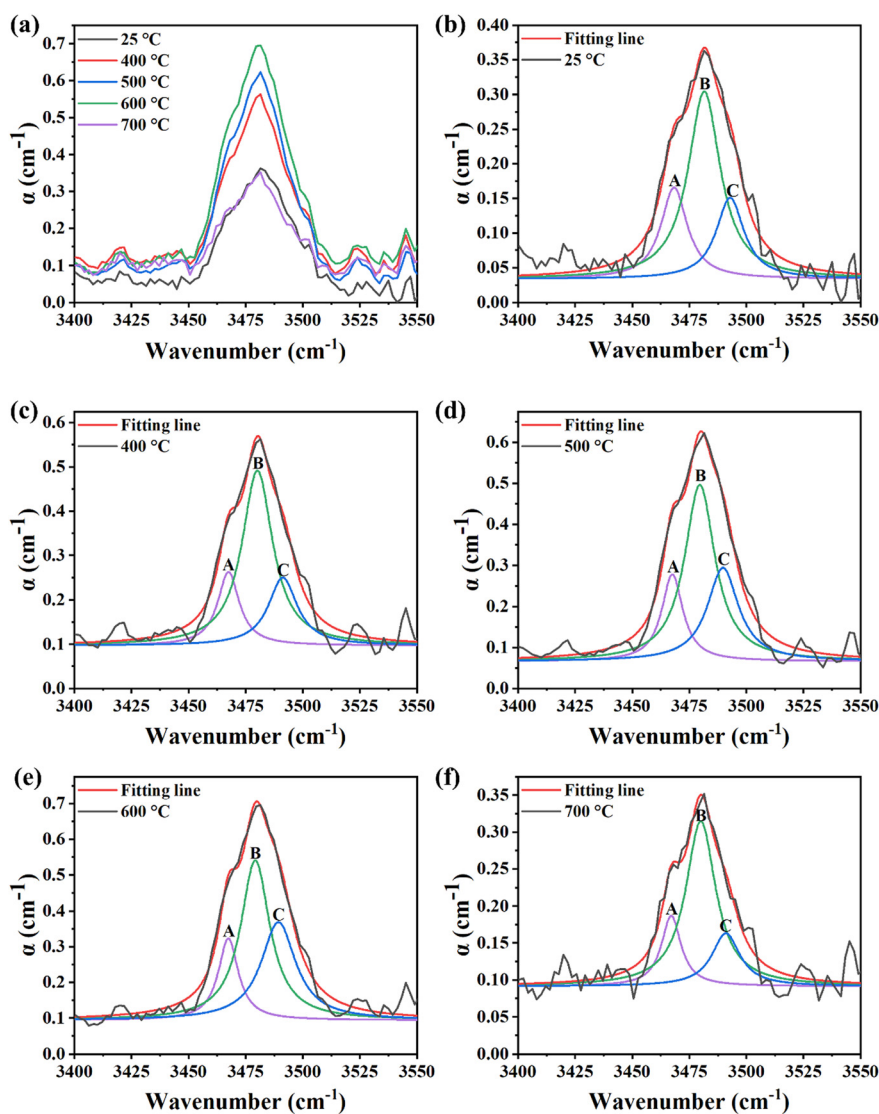 (a)
25 °C
400 °C
500 °C
600 °C
700 °C
0.7
0.6
0.5
0.4
0.3
0.2
0.1
0.0
α (cm⁻¹)
3400 3425 3450 3475 3500 3525 3550
Wavenumber (cm⁻¹)
(b)
Fitting line
25 °C
0.40
0.35
0.30
0.25
0.20
0.15
0.10
0.05
0.00
α (cm⁻¹)
A
B
C
3400 3425 3450 3475 3500 3525 3550
Wavenumber (cm⁻¹)
(c)
Fitting line
400 °C
0.6
0.5
0.4
0.3
0.2
0.1
0.0
α (cm⁻¹)
A
B
C
3400 3425 3450 3475 3500 3525 3550
Wavenumber (cm⁻¹)
(d)
Fitting line
500 °C
0.6
0.5
0.4
0.3
0.2
0.1
0.0
α (cm⁻¹)
A
B
C
3400 3425 3450 3475 3500 3525 3550
Wavenumber (cm⁻¹)
(e)
Fitting line
600 °C
0.7
0.6
0.5
0.4
0.3
0.2
0.1
0.0
α (cm⁻¹)
A
B
C
3400 3425 3450 3475 3500 3525 3550
Wavenumber (cm⁻¹)
(f)
Fitting line
700 °C
0.35
0.30
0.25
0.20
0.15
0.10
0.05
0.00
α (cm⁻¹)
A
B
C
3400 3425 3450 3475 3500 3525 3550
Wavenumber (cm⁻¹)